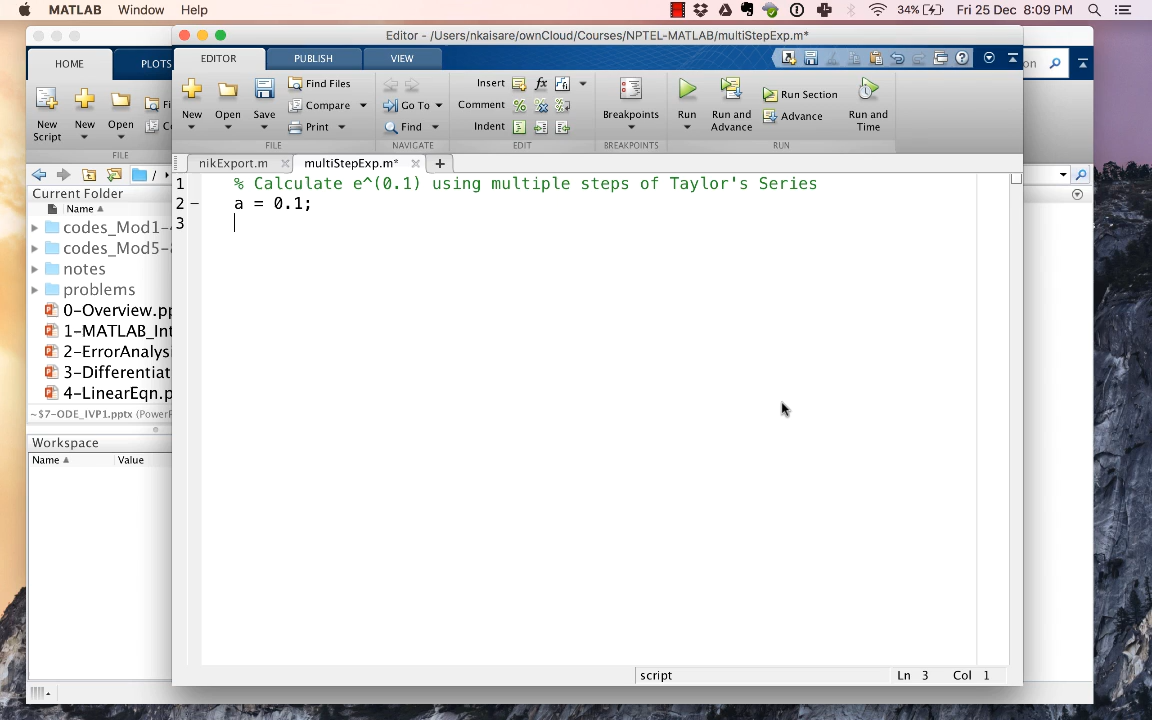 MATLAB Window Help 34% Fri 25 Dec 8:09 PM
Editor - /Users/nkaisare/ownCloud/Courses/NPTEL-MATLAB/multiStepExp.m*
HOME PLOTS EDITOR PUBLISH VIEW on
New Script New Open Fi C
FILE
New Open Save Find Files Compare Print
FILE
Go To Find
NAVIGATE
Insert fx
Comment
Indent
EDIT
Breakpoints
BREAKPOINTS
Run Run and Advance Run Section Advance Run and Time
RUN
nikExport.m multiStepExp.m* +
/
Current Folder
Name
codes_Mod1-
codes_Mod5-
notes
problems
0-Overview.pp
1-MATLAB_Int
2-ErrorAnalysi
3-Differentiat
4-LinearEqn.p
~$7-ODE_IVP1.pptx (PowerP
Workspace
Name Value
1 % Calculate e^(0.1) using multiple steps of Taylor's Series
2 - a = 0.1;
3
script Ln 3 Col 1